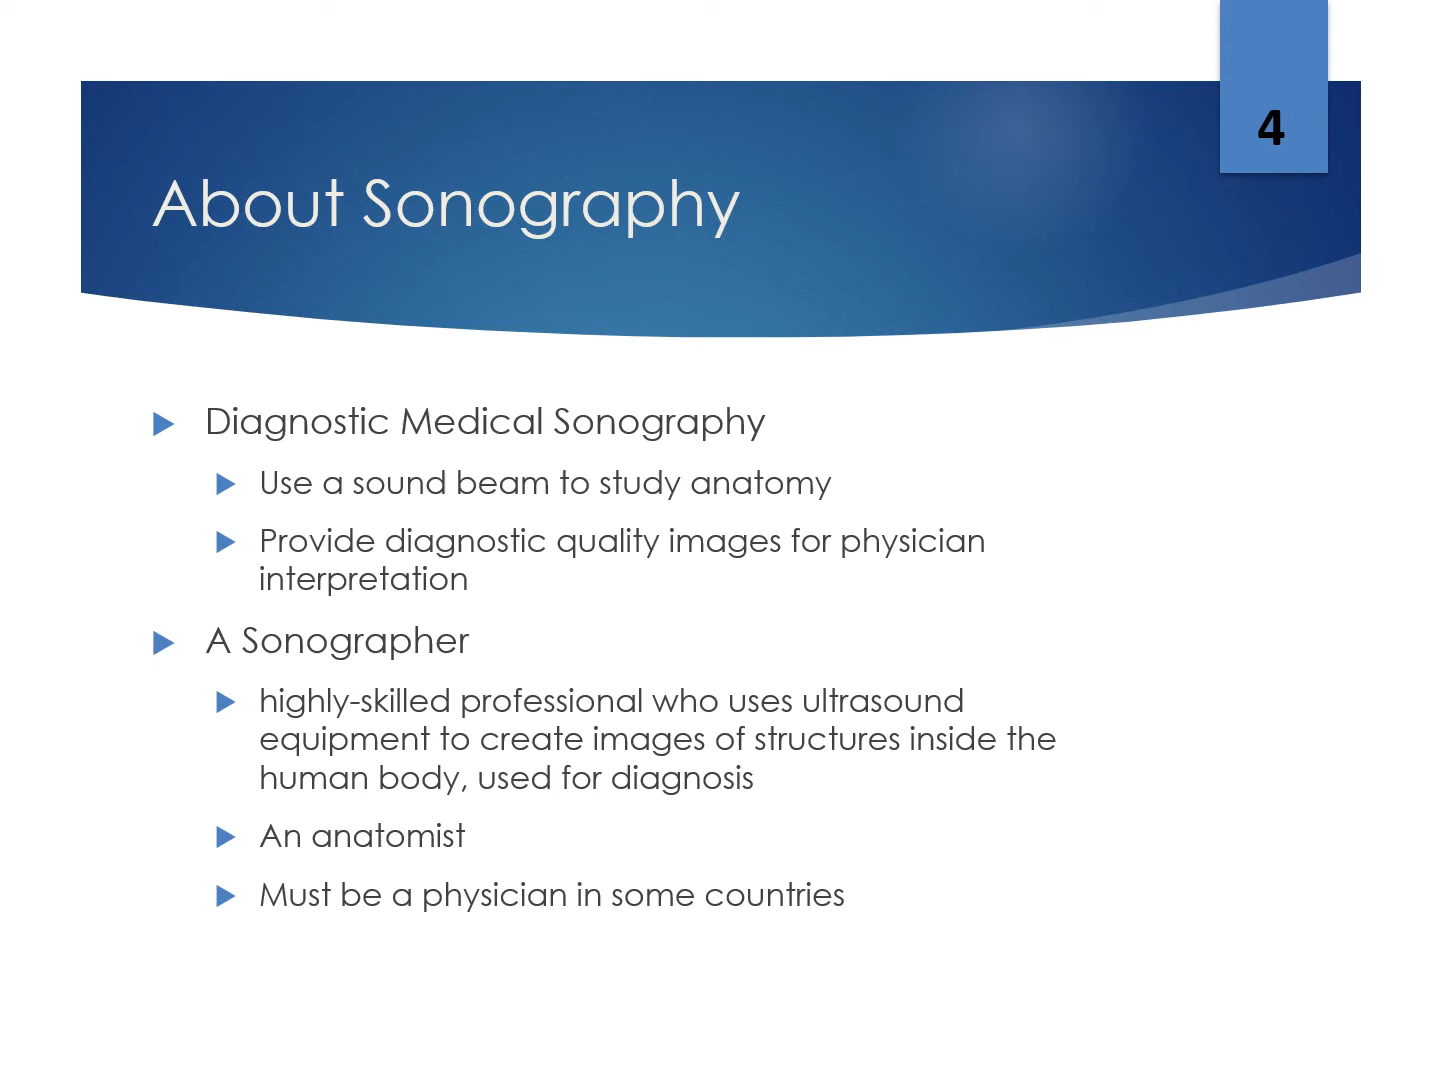 4
About Sonography
Diagnostic Medical Sonography
Use a sound beam to study anatomy
Provide diagnostic quality images for physician
interpretation
A Sonographer
highly-skilled professional who uses ultrasound
equipment to create images of structures inside the
human body, used for diagnosis
An anatomist
Must be a physician in some countries